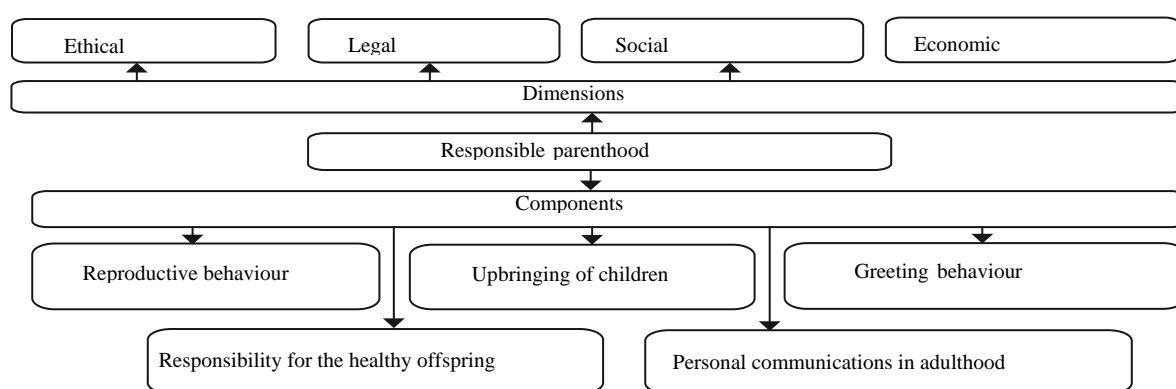 Ethical
Legal
Social
Economic
Dimensions
Responsible parenthood
Components
Reproductive behaviour
Upbringing of children
Greeting behaviour
Responsibility for the healthy offspring
Personal communications in adulthood